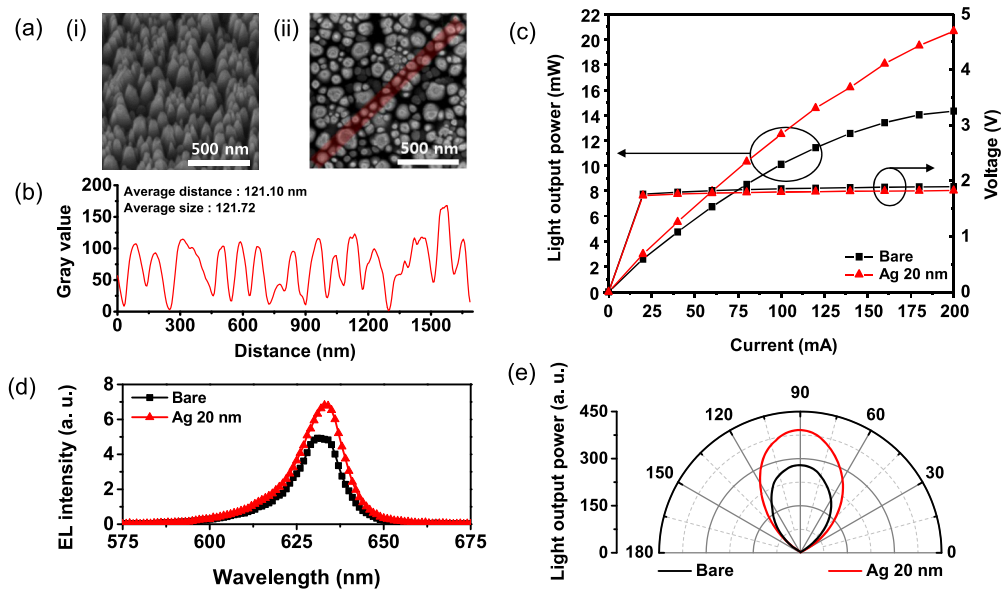 (a) (i) (ii)
500 nm 500 nm
(b)
Average distance : 121.10 nm
Average size : 121.72
Gray value
200
150
100
50
0
0 300 600 900 1200 1500
Distance (nm)
(c)
Light output power (mW)
22
20
18
16
14
12
10
8
6
4
2
0
5
4
3
2
1
0
Voltage (V)
Bare
Ag 20 nm
0 25 50 75 100 125 150 175 200
Current (mA)
(d)
EL intensity (a. u.)
8
6
4
2
0
Bare
Ag 20 nm
575 600 625 650 675
Wavelength (nm)
(e)
Light output power (a. u.)
450
300
150
0
180 150 120 90 60 30 0
Bare Ag 20 nm